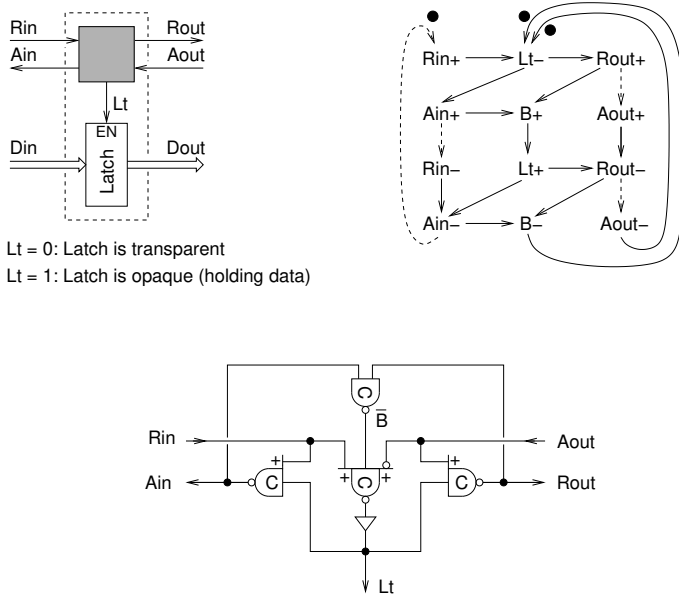 Rin Rout
Ain Aout
Lt
EN
Din Dout
Latch
Lt = 0: Latch is transparent
Lt = 1: Latch is opaque (holding data)
Rin+ Lt− Rout+
Ain+ B+ Aout+
Rin− Lt+ Rout−
Ain− B− Aout−
C
B̅
Rin Aout
+ + + +
Ain C C C Rout
Lt